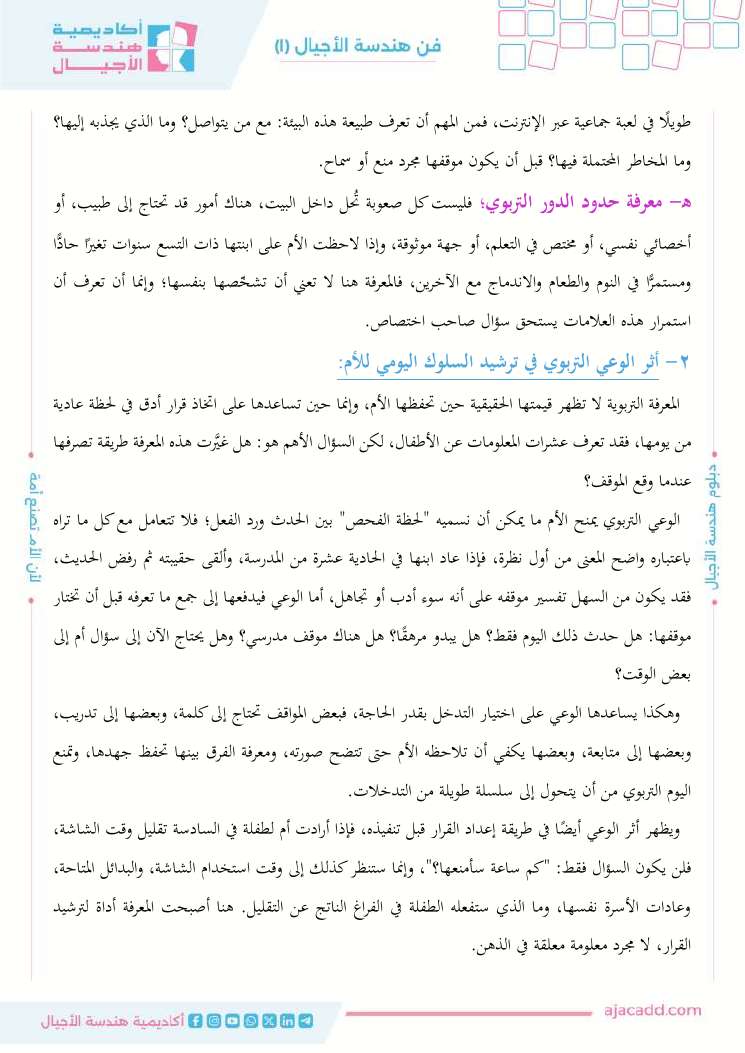 أكاديمية
هندسة
الأجيال
فن هندسة الأجيال (١)
طويلًا في لعبة جماعية عبر الإنترنت، فمن المهم أن تعرف طبيعة هذه البيئة: مع من يتواصل؟ وما الذي يجذبه إليها؟
وما المخاطر المحتملة فيها؟ قبل أن يكون موقفها مجرد منع أو سماح.
هـ- معرفة حدود الدور التربوي؛ فليست كل صعوبة تُحل داخل البيت، هناك أمور قد تحتاج إلى طبيب، أو
أخصائي نفسي، أو مختص في التعلم، أو جهة موثوقة، وإذا لاحظت الأم على ابنتها ذات التسع سنوات تغيرًا حادًّا
ومستمرًّا في النوم والطعام والاندماج مع الآخرين، فالمعرفة هنا لا تعني أن تشخّصها بنفسها؛ وإنما أن تعرف أن
استمرار هذه العلامات يستحق سؤال صاحب اختصاص.
٢- أثر الوعي التربوي في ترشيد السلوك اليومي للأم:
المعرفة التربوية لا تظهر قيمتها الحقيقية حين تحفظها الأم، وإنما حين تساعدها على اتخاذ قرار أدق في لحظة عادية
من يومها، فقد تعرف عشرات المعلومات عن الأطفال، لكن السؤال الأهم هو: هل غيَّرت هذه المعرفة طريقة تصرفها
عندما وقع الموقف؟
الوعي التربوي يمنح الأم ما يمكن أن نسميه "لحظة الفحص" بين الحدث ورد الفعل؛ فلا تتعامل مع كل ما تراه
باعتباره واضح المعنى من أول نظرة، فإذا عاد ابنها في الحادية عشرة من المدرسة، وألقى حقيبته ثم رفض الحديث،
فقد يكون من السهل تفسير موقفه على أنه سوء أدب أو تجاهل، أما الوعي فيدفعها إلى جمع ما تعرفه قبل أن تختار
موقفها: هل حدث ذلك اليوم فقط؟ هل يبدو مرهقًا؟ هل هناك موقف مدرسي؟ وهل يحتاج الآن إلى سؤال أم إلى
بعض الوقت؟
وهكذا يساعدها الوعي على اختيار التدخل بقدر الحاجة، فبعض المواقف تحتاج إلى كلمة، وبعضها إلى تدريب،
وبعضها إلى متابعة، وبعضها يكفي أن تلاحظه الأم حتى تتضح صورته، ومعرفة الفرق بينها تحفظ جهدها، وتمنع
اليوم التربوي من أن يتحول إلى سلسلة طويلة من التدخلات.
ويظهر أثر الوعي أيضًا في طريقة إعداد القرار قبل تنفيذه، فإذا أرادت أم لطفلة في السادسة تقليل وقت الشاشة،
فلن يكون السؤال فقط: "كم ساعة سأمنعها؟"، وإنما ستنظر كذلك إلى وقت استخدام الشاشة، والبدائل المتاحة،
وعادات الأسرة نفسها، وما الذي ستفعله الطفلة في الفراغ الناتج عن التقليل. هنا أصبحت المعرفة أداة لترشيد
القرار، لا مجرد معلومة معلقة في الذهن.
دبلوم هندسة الأجيال
لأن الأم تصنع أمة
أكاديمية هندسة الأجيال
ajacadd.com